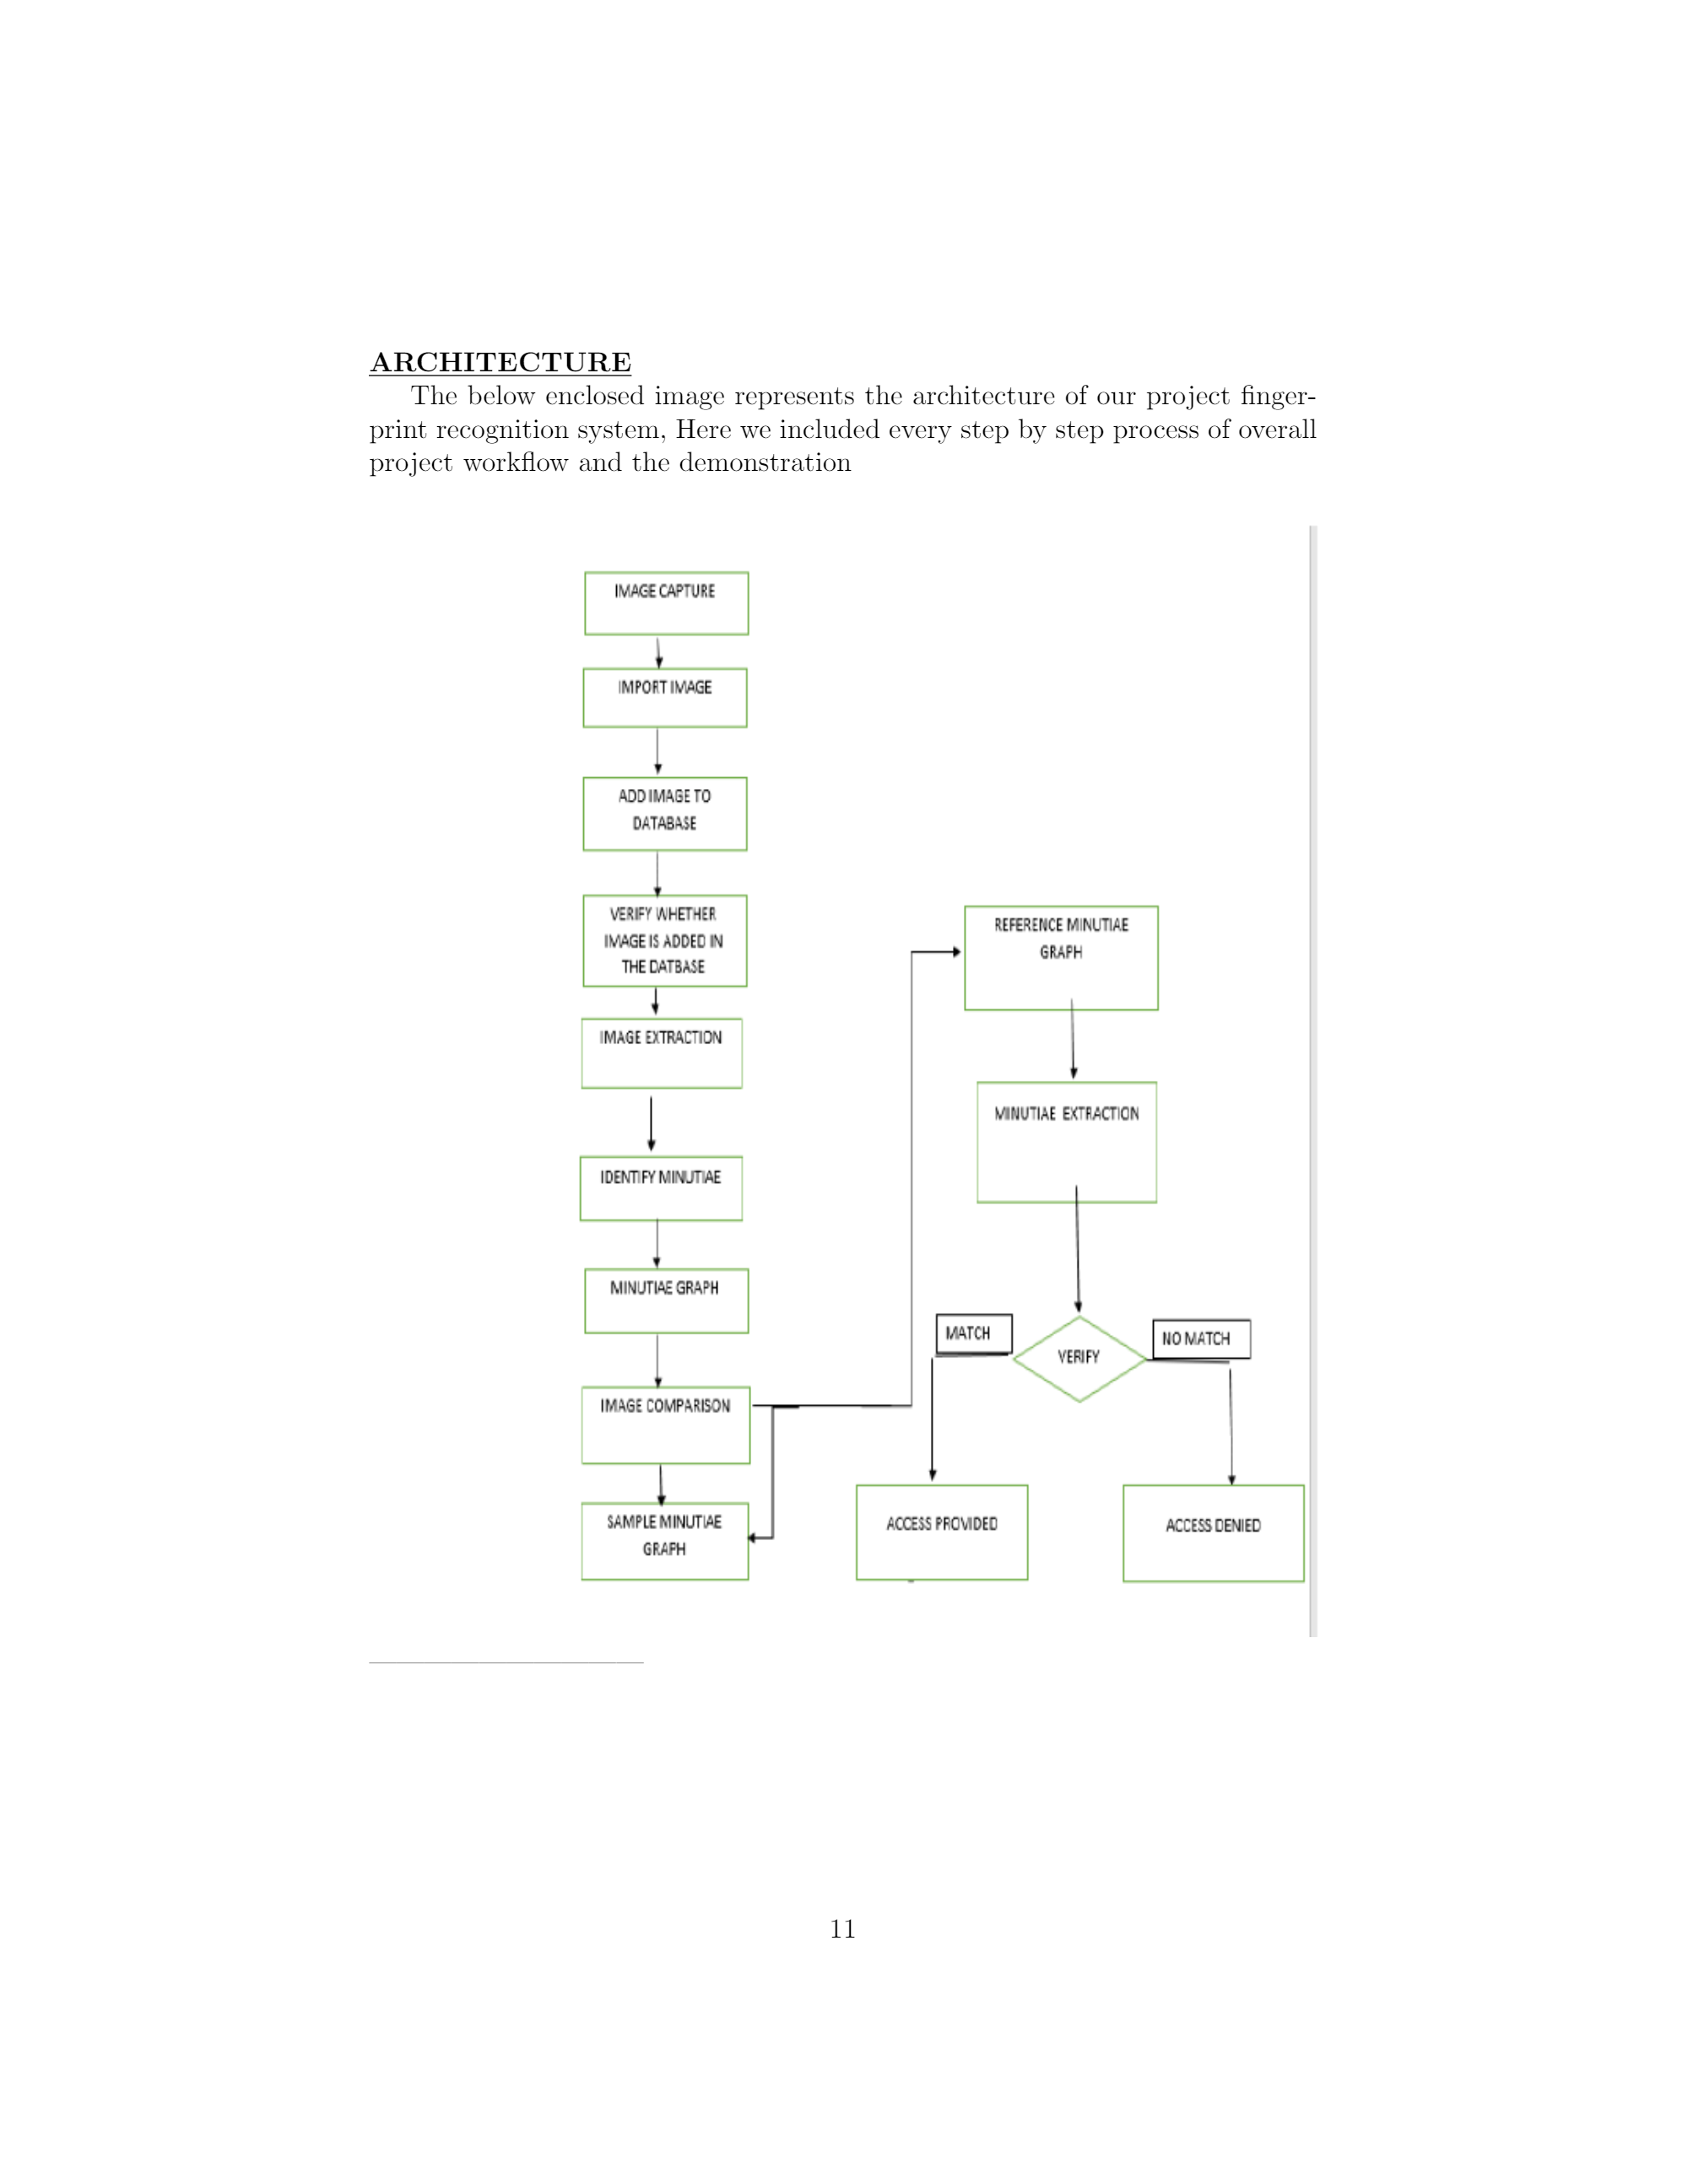 ARCHITECTURE
The below enclosed image represents the architecture of our project finger-
print recognition system, Here we included every step by step process of overall
project workflow and the demonstration
IMAGE CAPTURE
IMPORT IMAGE
ADD IMAGE TO
DATABASE
VERIFY WHETHER
IMAGE IS ADDED IN
THE DATBASE
IMAGE EXTRACTION
IDENTIFY MINUTIAE
MINUTIAE GRAPH
IMAGE COMPARISON
SAMPLE MINUTIAE
GRAPH
REFERENCE MINUTIAE
GRAPH
MINUTIAE EXTRACTION
MATCH
VERIFY
NO MATCH
ACCESS PROVIDED
ACCESS DENIED
11